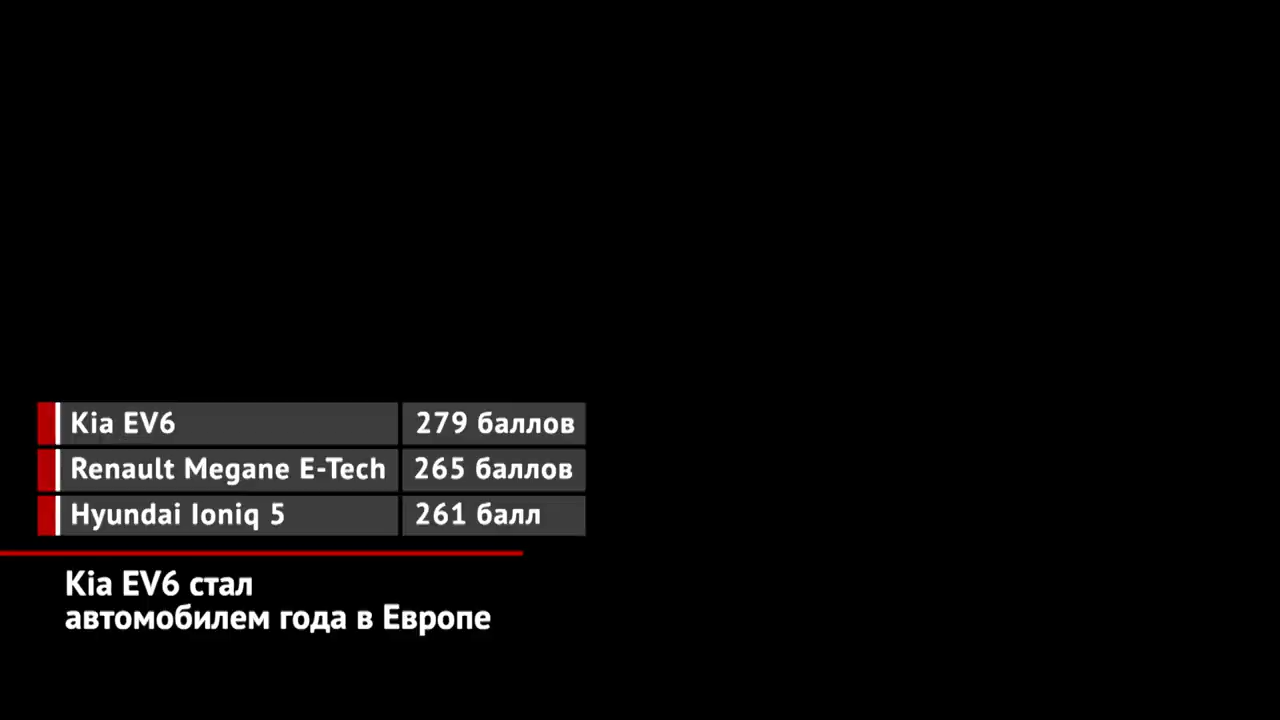 Kia EV6 279 баллов
Renault Megane E-Tech 265 баллов
Hyundai Ioniq 5 261 балл
Kia EV6 стал
автомобилем года в Европе